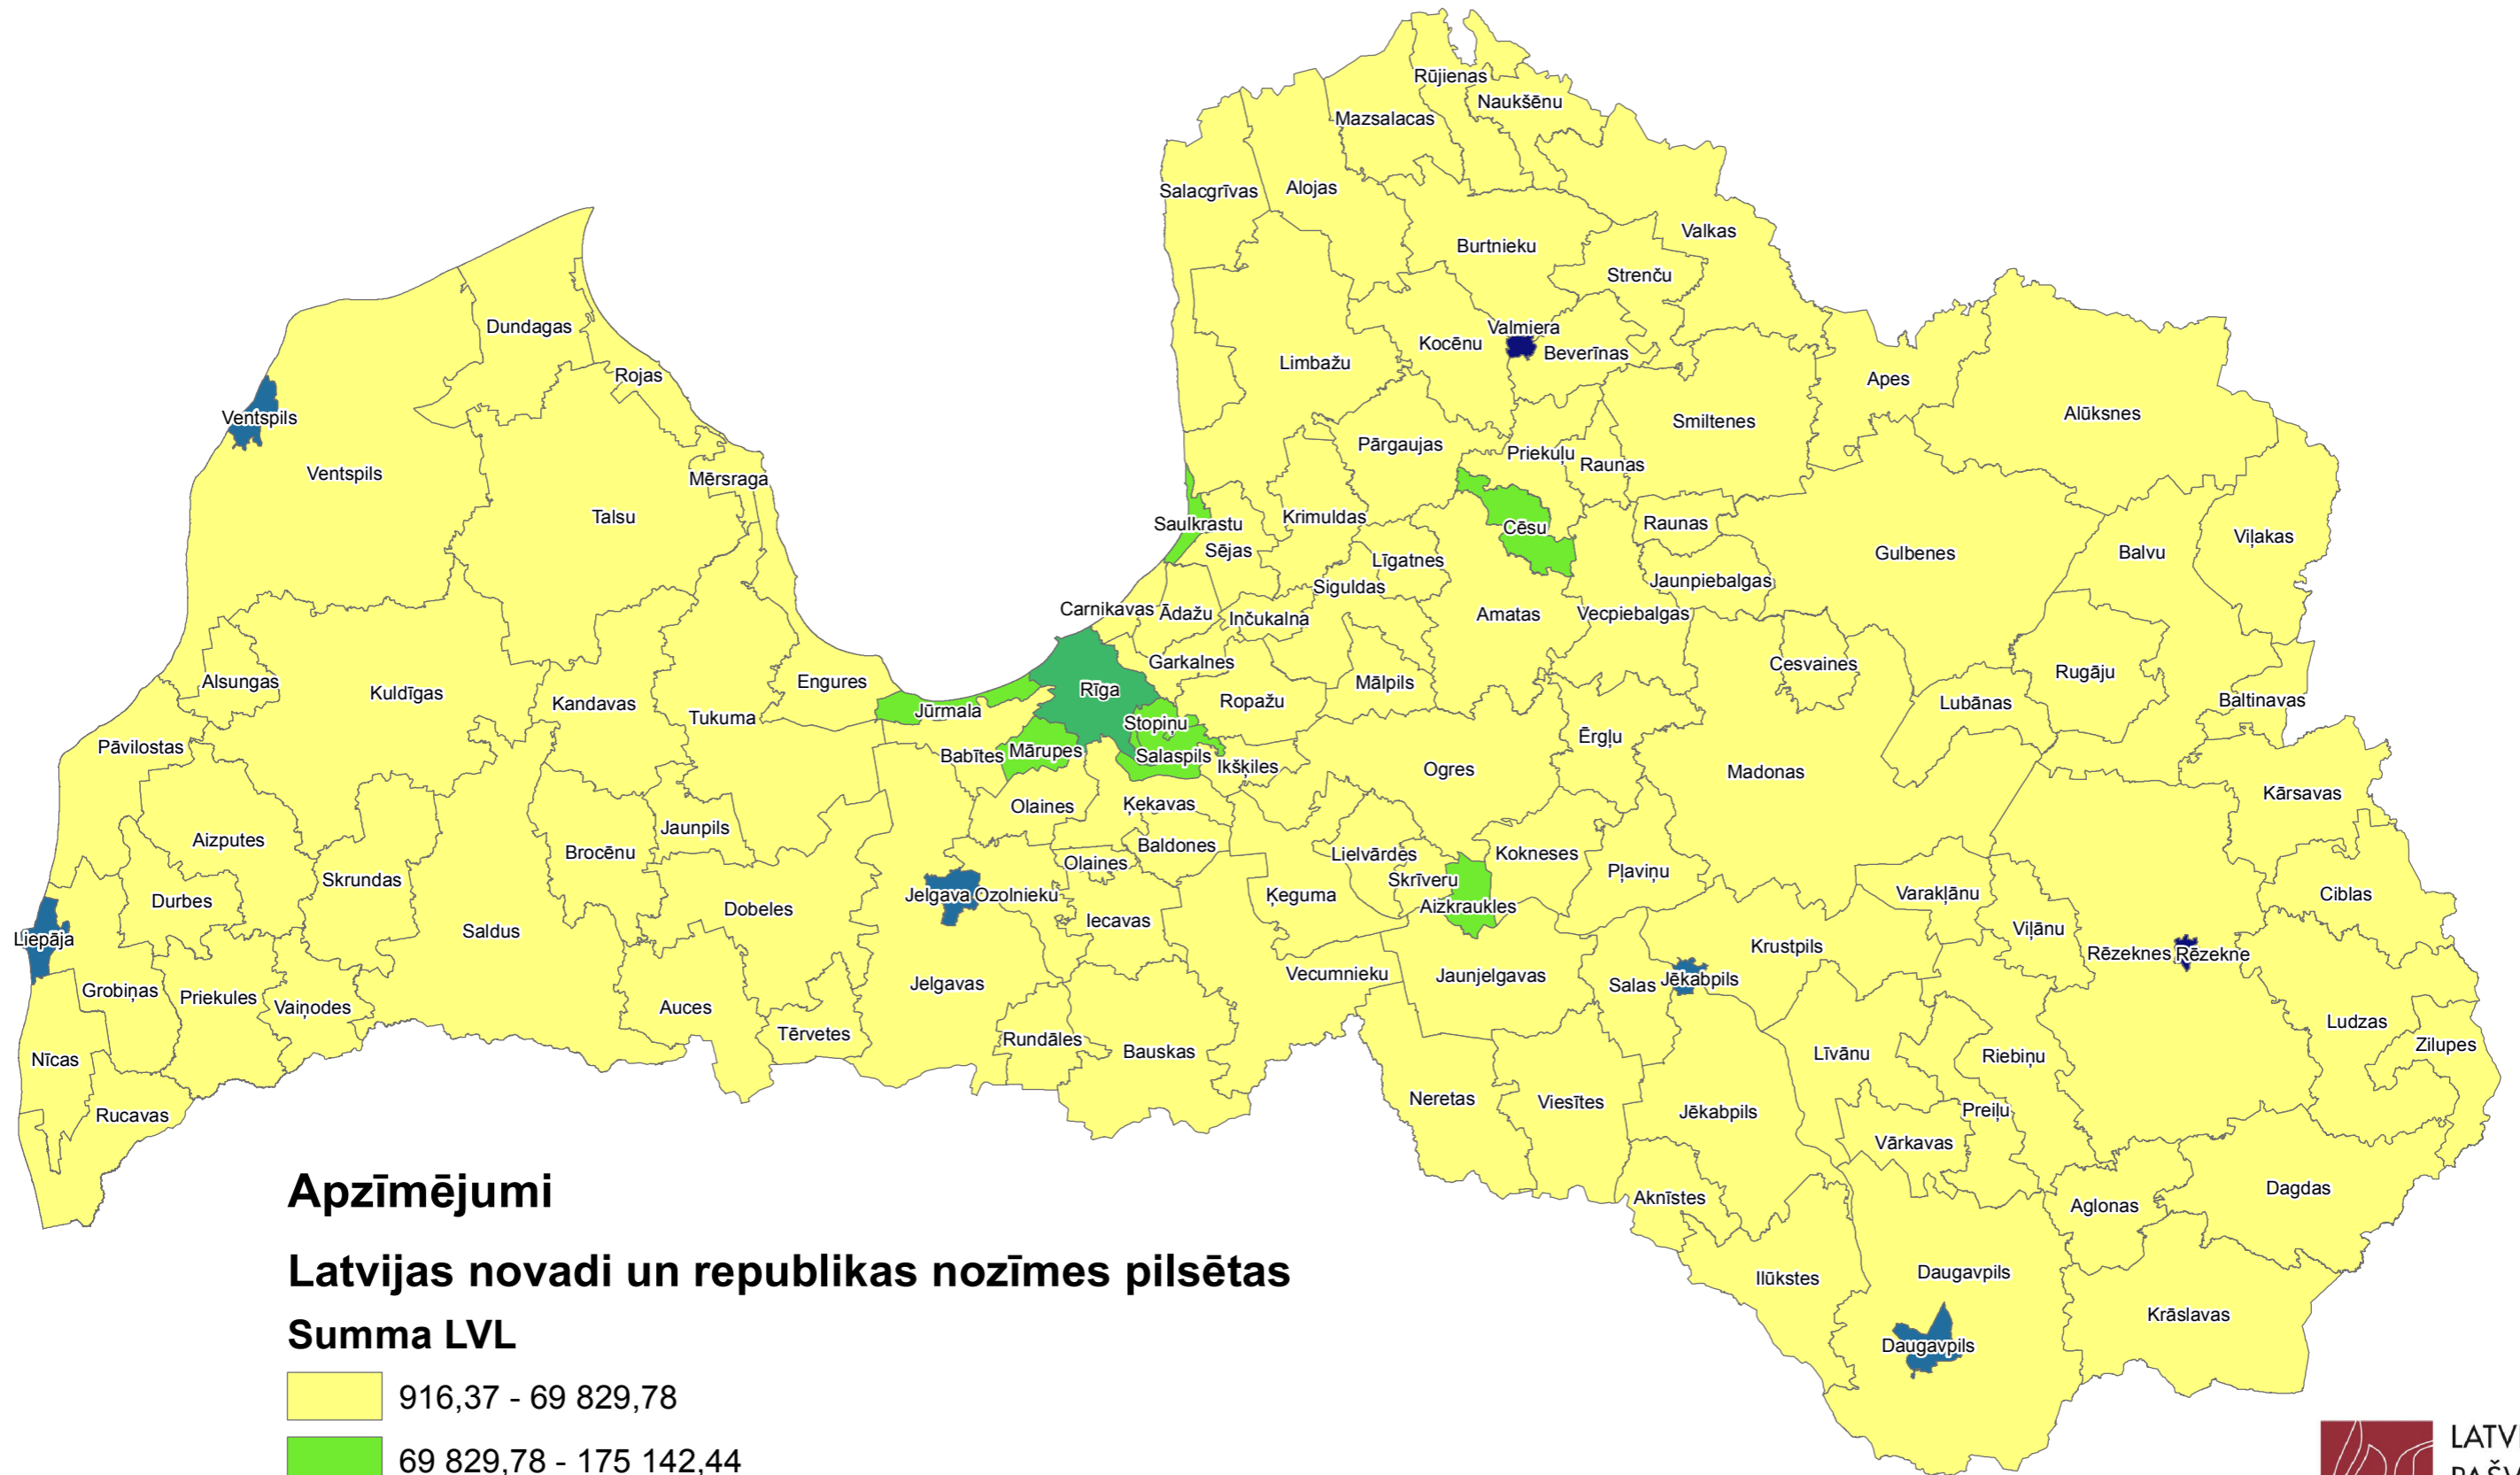 Rūjienas
Naukšēnu
Mazsalacas
Salacgrīvas
Alojas
Valkas
Burtnieku
Strenču
Dundagas
Valmiera
Kocēnu
Beverīnas
Limbažu
Rojas
Apes
Alūksnes
Ventspils
Smiltenes
Pārgaujas
Priekuļu
Raunas
Ventspils
Mērsraga
Talsu
Krimuldas
Saulkrastu
Cēsu
Raunas
Viļakas
Sējas
Gulbenes
Balvu
Līgatnes
Siguldas
Jaunpiebalgas
Carnikavas
Ādažu
Inčukalna
Amatas
Vecpiebalgas
Garkalnes
Cesvaines
Rugāju
Alsungas
Engures
Mālpils
Kuldīgas
Rīga
Ropažu
Lubānas
Baltinavas
Kandavas
Jūrmala
Tukuma
Stopiņu
Ērgļu
Pāvilostas
Babītes
Mārupes
Salaspils
Ikšķiles
Ogres
Madonas
Olaines
Ķekavas
Kārsavas
Aizputes
Jaunpils
Brocēnu
Baldones
Olaines
Lielvārdes
Kokneses
Pļaviņu
Skrundas
Skrīveru
Durbes
Jelgava
Ozolnieku
Ķeguma
Aizkraukles
Varakļānu
Ciblas
Dobeles
Iecavas
Viļānu
Liepāja
Saldus
Krustpils
Rēzeknes
Rēzekne
Grobiņas
Priekules
Vaiņodes
Auces
Jelgavas
Vecumnieku
Jaunjelgavas
Salas
Jēkabpils
Ludzas
Tērvetes
Rundāles
Bauskas
Līvānu
Riebiņu
Zilupes
Nīcas
Neretas
Viesītes
Jēkabpils
Preiļu
Rucavas
Vārkavas
Aknīstes
Aglonas
Dagdas
Ilūkstes
Daugavpils
Krāslavas
Daugavpils
Apzīmējumi
Latvijas novadi un republikas nozīmes pilsētas
Summa LVL
916,37 - 69 829,78
69 829,78 - 175 142,44